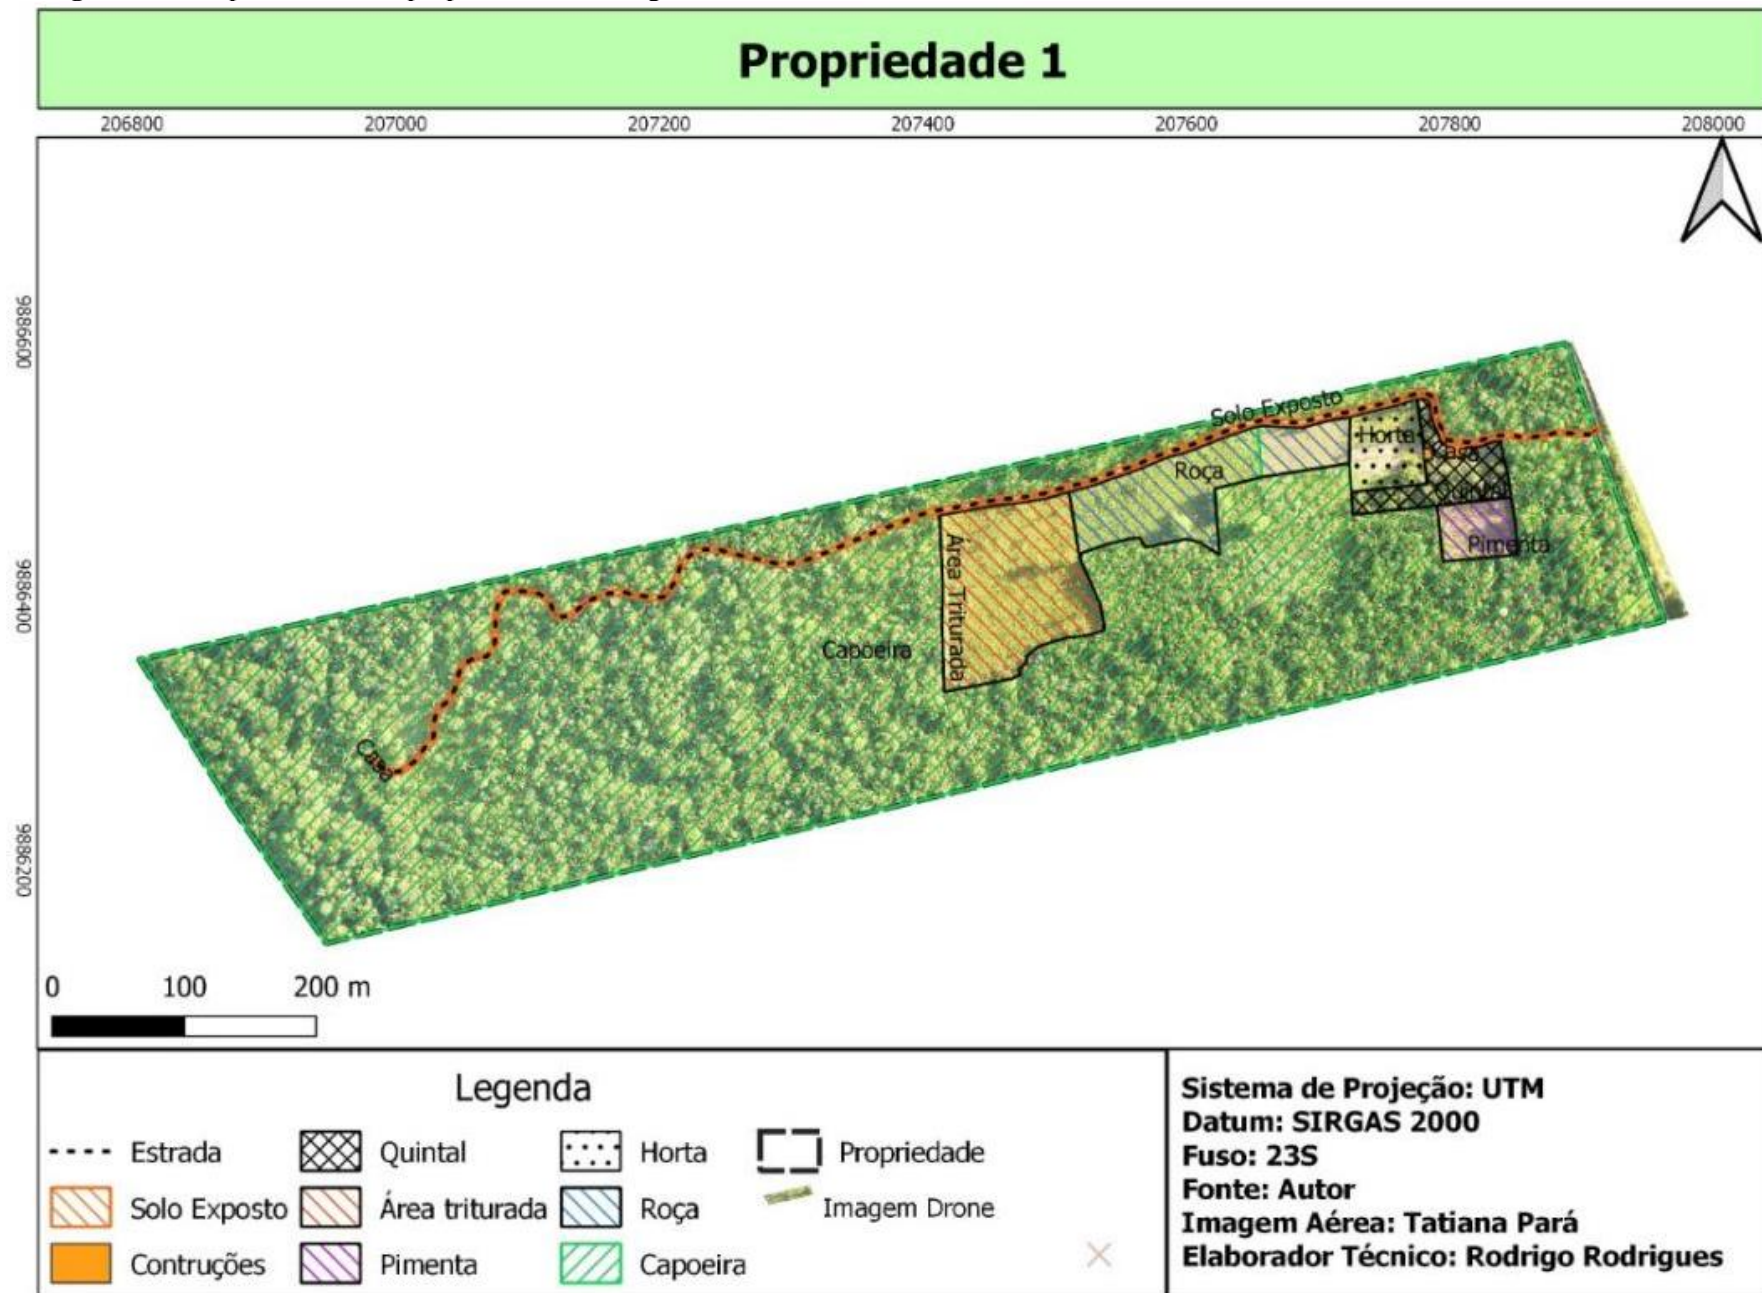 Propriedade 1
206800 207000 207200 207400 207600 207800 208000
9886600
9886400
9886200
Solo Exposto
Horta
Casa
Roça
Quintal
Pimenta
Área Triturada
Capoeira
Casa
0 100 200 m
Legenda
Estrada Quintal Horta Propriedade
Solo Exposto Área triturada Roça Imagem Drone
Contruções Pimenta Capoeira
Sistema de Projeção: UTM
Datum: SIRGAS 2000
Fuso: 23S
Fonte: Autor
Imagem Aérea: Tatiana Pará
Elaborador Técnico: Rodrigo Rodrigues